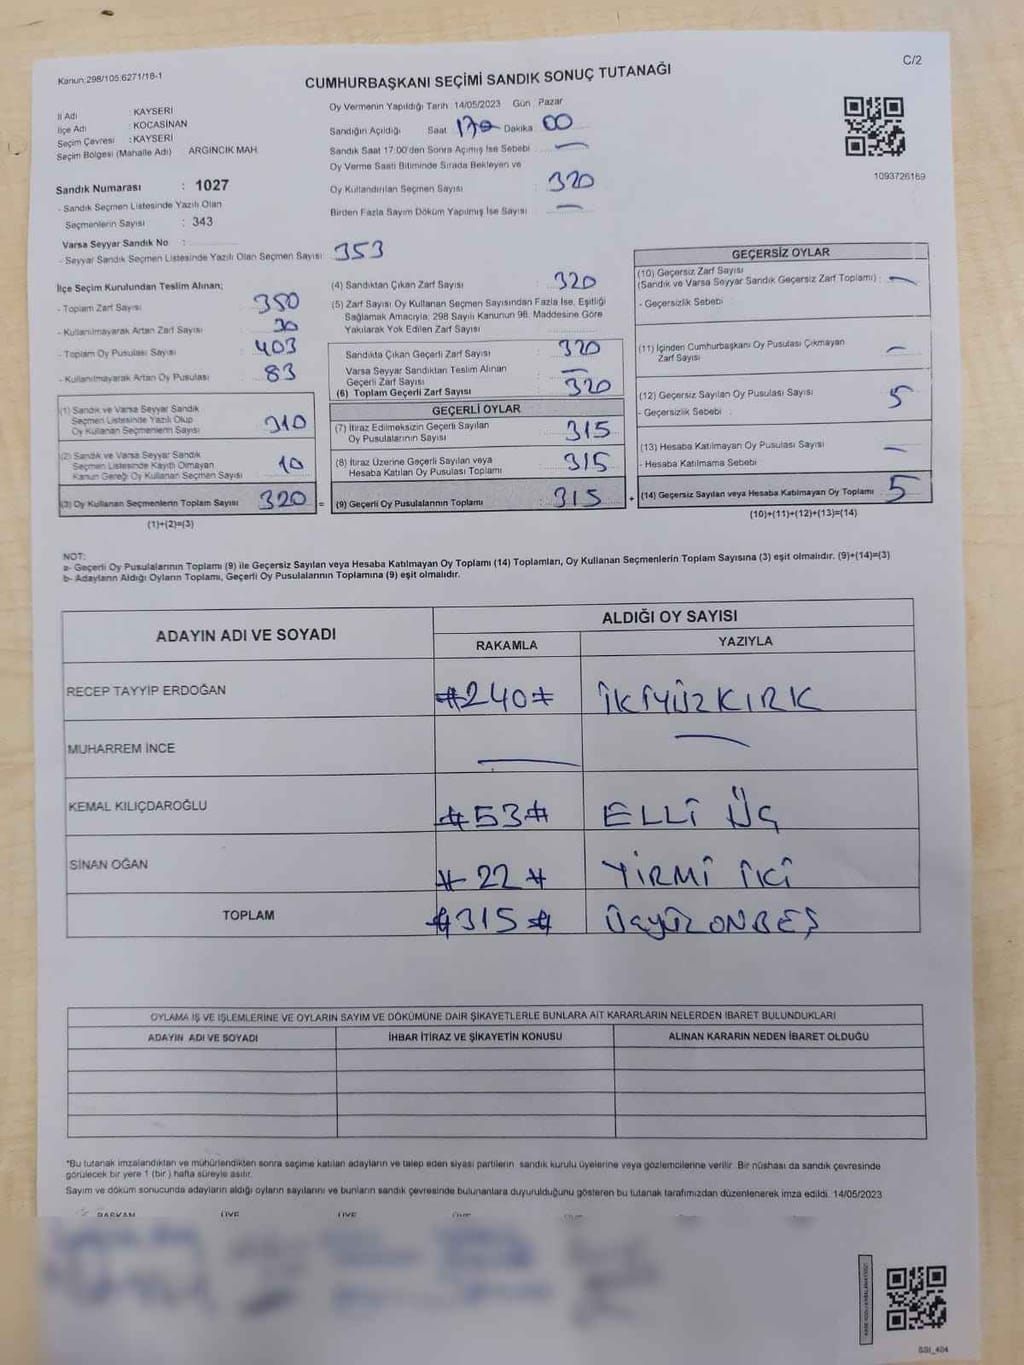 Kanun:298/105;6271/18-1
C/2
CUMHURBAŞKANI SEÇİMİ SANDIK SONUÇ TUTANAĞI
İl Adı : KAYSERİ
İlçe Adı : KOCASİNAN
Seçim Çevresi : KAYSERİ
Seçim Bölgesi (Mahalle Adı) ARGINCIK MAH.
Sandık Numarası : 1027
- Sandık Seçmen Listesinde Yazılı Olan
Seçmenlerin Sayısı : 343
Varsa Seyyar Sandık No :
- Seyyar Sandık Seçmen Listesinde Yazılı Olan Seçmen Sayısı : 353
Oy Vermenin Yapıldığı Tarih 14/05/2023 Gün Pazar
Sandığın Açıldığı Saat 17 Dakika 00
Sandık Saat 17:00'den Sonra Açımış İse Sebebi —
Oy Verme Saati Bitiminde Sırada Bekleyen ve
Oy Kullandırılan Seçmen Sayısı : 320
Birden Fazla Sayım Döküm Yapılmış İse Sayısı —
1093726169
İlçe Seçim Kurulundan Teslim Alınan;
- Toplam Zarf Sayısı : 350
- Kullanılmayarak Artan Zarf Sayısı : 30
- Toplam Oy Pusulası Sayısı : 403
- Kullanılmayarak Artan Oy Pusulası : 83
(1) Sandık ve Varsa Seyyar Sandık
Seçmen Listesinde Yazılı Olup
Oy Kullanan Seçmenlerin Sayısı : 310
(2) Sandık ve Varsa Seyyar Sandık
Seçmen Listesinde Kayıtlı Olmayan
Kanun Gereği Oy Kullanan Seçmen Sayısı 10
(3) Oy Kullanan Seçmenlerin Toplam Sayısı 320 =
(1)+(2)=(3)
(4) Sandıktan Çıkan Zarf Sayısı : 320
(5) Zarf Sayısı Oy Kullanan Seçmen Sayısından Fazla İse, Eşitliği
Sağlamak Amacıyla; 298 Sayılı Kanunun 98. Maddesine Göre
Yakılarak Yok Edilen Zarf Sayısı :
Sandıkta Çıkan Geçerli Zarf Sayısı : 320
Varsa Seyyar Sandıktan Teslim Alınan
Geçerli Zarf Sayısı : —
(6) Toplam Geçerli Zarf Sayısı : 320
GEÇERLİ OYLAR
(7) İtiraz Edilmeksizin Geçerli Sayılan
Oy Pusulalarının Sayısı : 315
(8) İtiraz Üzerine Geçerli Sayılan veya
Hesaba Katılan Oy Pusulası Toplamı : 315
(9) Geçerli Oy Pusulalarının Toplamı : 315 +
GEÇERSİZ OYLAR
(10) Geçersiz Zarf Sayısı
(Sandık ve Varsa Seyyar Sandık Geçersiz Zarf Toplamı) : —
- Geçersizlik Sebebi :
(11) İçinden Cumhurbaşkanı Oy Pusulası Çıkmayan
Zarf Sayısı : —
(12) Geçersiz Sayılan Oy Pusulası Sayısı : 5
- Geçersizlik Sebebi :
(13) Hesaba Katılmayan Oy Pusulası Sayısı : —
- Hesaba Katılmama Sebebi :
(14) Geçersiz Sayılan veya Hesaba Katılmayan Oy Toplamı : 5
(10)+(11)+(12)+(13)=(14)
NOT:
a- Geçerli Oy Pusulalarının Toplamı (9) ile Geçersiz Sayılan veya Hesaba Katılmayan Oy Toplamı (14) Toplamları, Oy Kullanan Seçmenlerin Toplam Sayısına (3) eşit olmalıdır. (9)+(14)=(3)
b- Adayların Aldığı Oyların Toplamı, Geçerli Oy Pusulalarının Toplamına (9) eşit olmalıdır.
ADAYIN ADI VE SOYADI
ALDIĞI OY SAYISI
RAKAMLA YAZIYLA
RECEP TAYYİP ERDOĞAN #240# İKİYÜZKIRK
MUHARREM İNCE — —
KEMAL KILIÇDAROĞLU #53# ELLİ ÜÇ
SİNAN OĞAN #22# YİRMİ İKİ
TOPLAM #315# ÜÇYÜZONBEŞ
OYLAMA İŞ VE İŞLEMLERİNE VE OYLARIN SAYIM VE DÖKÜMÜNE DAİR ŞİKAYETLERLE BUNLARA AİT KARARLARIN NELERDEN İBARET BULUNDUKLARI
ADAYIN ADI VE SOYADI İHBAR İTİRAZ VE ŞİKAYETİN KONUSU ALINAN KARARIN NEDEN İBARET OLDUĞU
*Bu tutanak imzalandıktan ve mühürlendikten sonra seçime katılan adayların ve talep eden siyasi partilerin sandık kurulu üyelerine veya gözlemcilerine verilir. Bir nüshası da sandık çevresinde
görülecek bir yere 1 (bir) hafta süreyle asılır.
Sayım ve döküm sonucunda adayların aldığı oyların sayılarını ve bunların sandık çevresinde bulunanlara duyurulduğunu gösteren bu tutanak tarafımızdan düzenlenerek imza edildi. 14/05/2023
BAŞKAN ÜYE ÜYE ÜYE